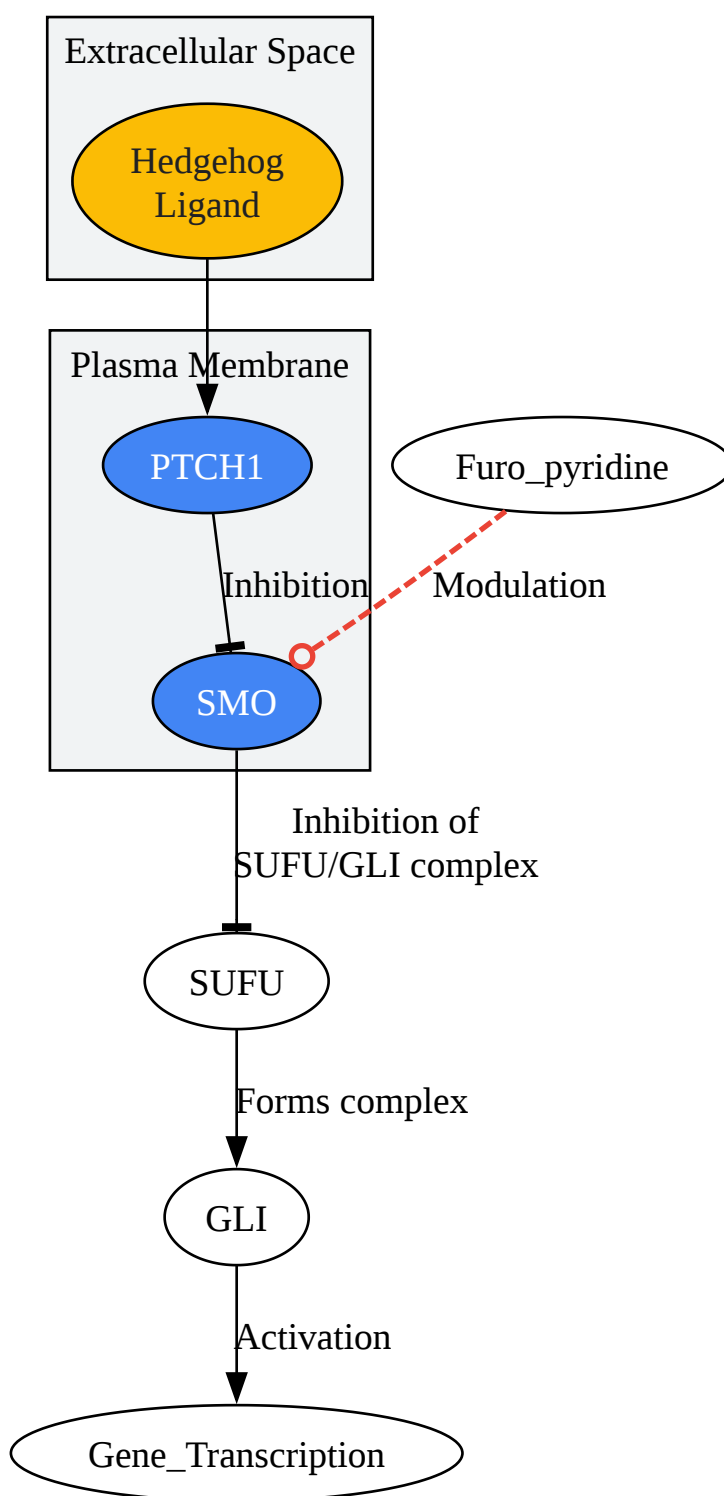 Extracellular Space
Hedgehog
Ligand
Plasma Membrane
PTCH1
Furo_pyridine
Inhibition
Modulation
SMO
Inhibition of
SUFU/GLI complex
SUFU
Forms complex
GLI
Activation
Gene_Transcription